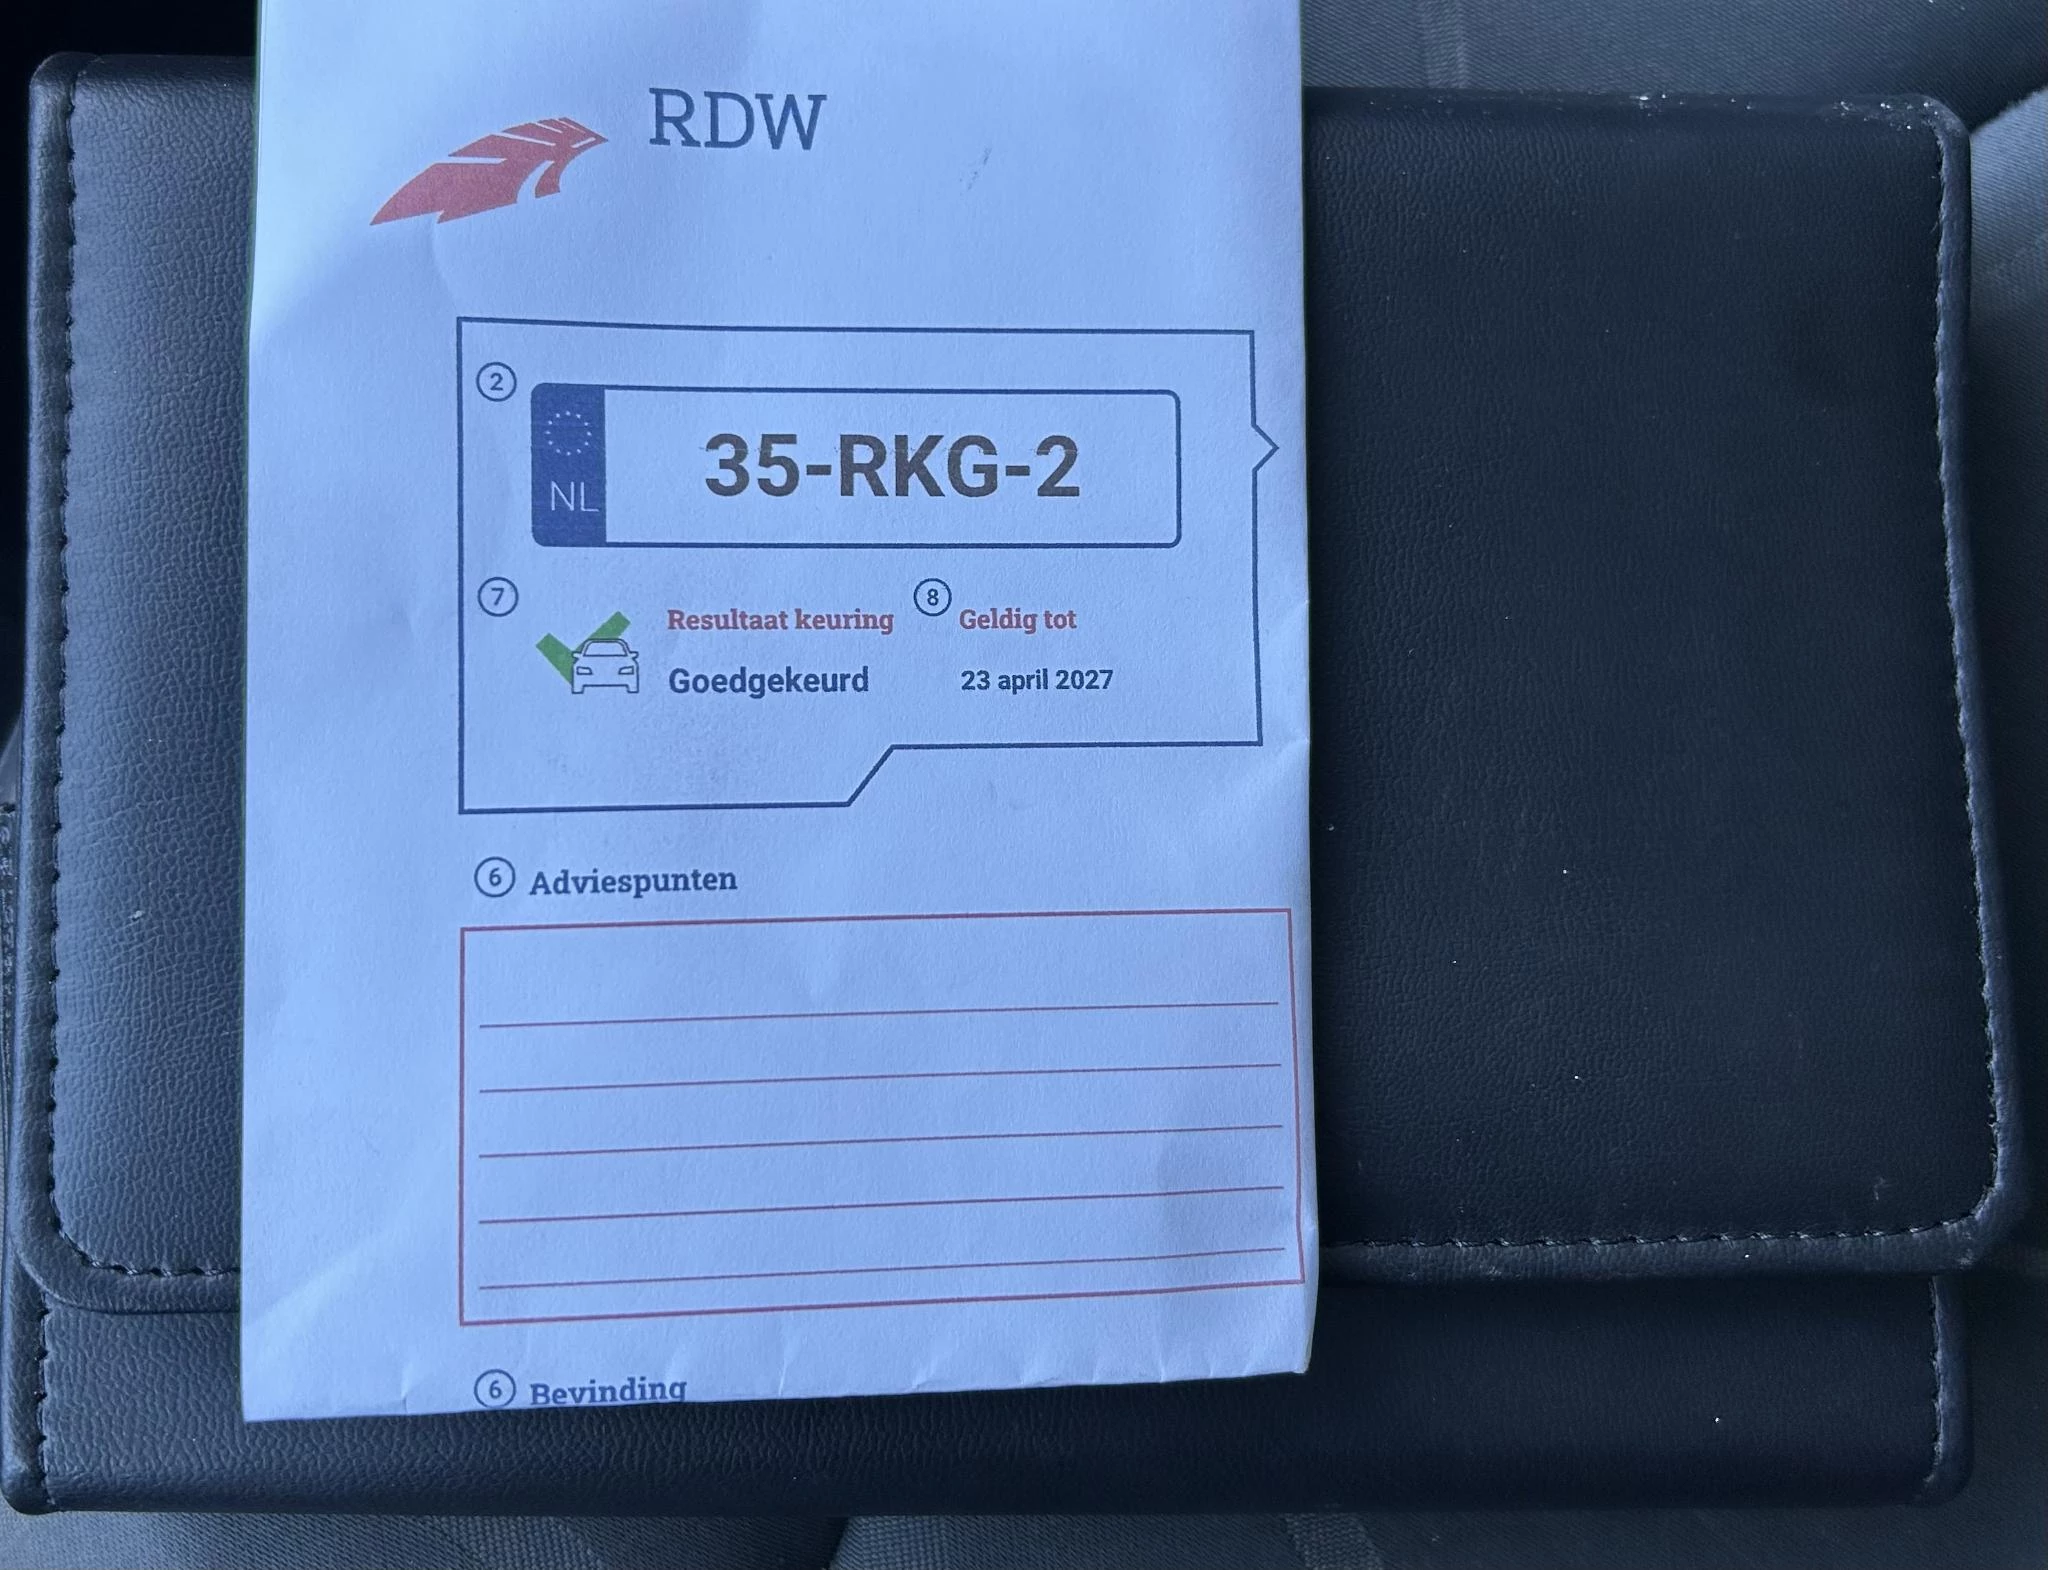 RDW
2
NL
35-RKG-2
7 Resultaat keuring 8 Geldig tot
Goedgekeurd 23 april 2027
6 Adviespunten
6 Bevinding